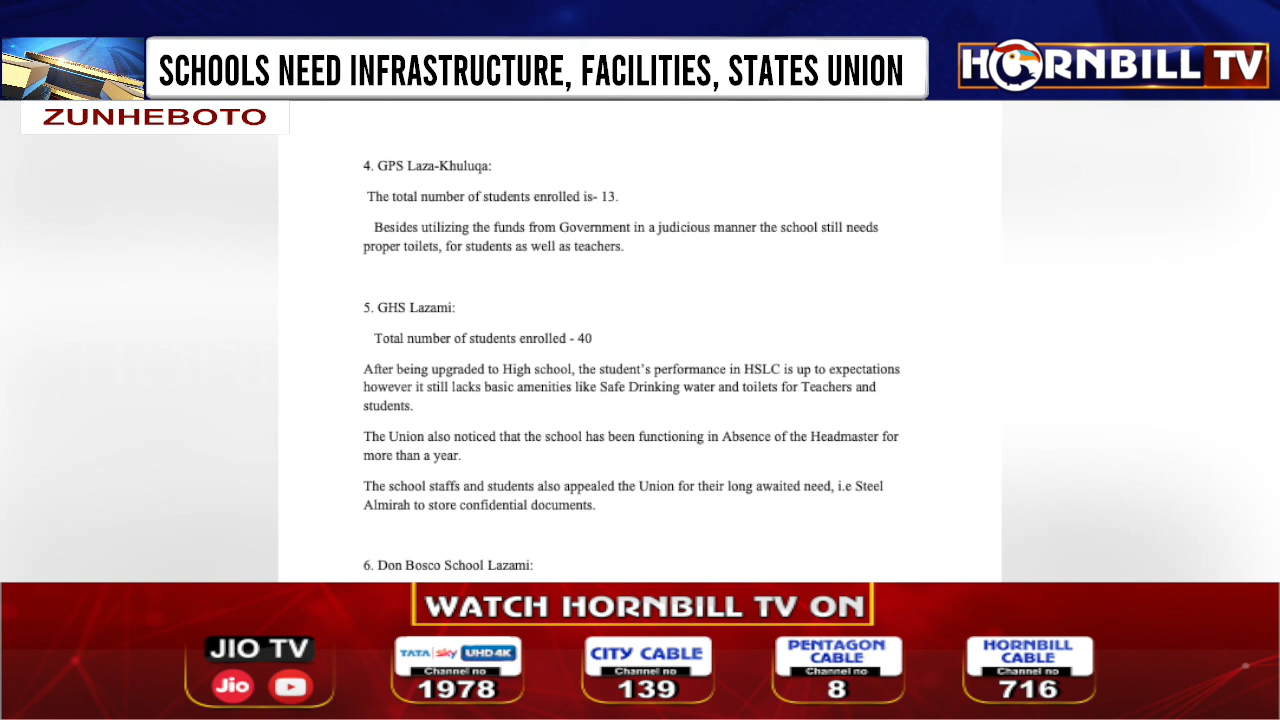 SCHOOLS NEED INFRASTRUCTURE, FACILITIES, STATES UNION
HORNBILL TV
ZUNHEBOTO
4. GPS Laza-Khuluqa:
The total number of students enrolled is- 13.
Besides utilizing the funds from Government in a judicious manner the school still needs
proper toilets, for students as well as teachers.
5. GHS Lazami:
Total number of students enrolled - 40
After being upgraded to High school, the student's performance in HSLC is up to expectations
however it still lacks basic amenities like Safe Drinking water and toilets for Teachers and
students.
The Union also noticed that the school has been functioning in Absence of the Headmaster for
more than a year.
The school staffs and students also appealed the Union for their long awaited need, i.e Steel
Almirah to store confidential documents.
6. Don Bosco School Lazami:
WATCH HORNBILL TV ON
JIO TV
Jio
TATA sky UHD4K
Channel no
1978
CITY CABLE
Channel no
139
PENTAGON
CABLE
Channel no
8
HORNBILL
CABLE
Channel no
716